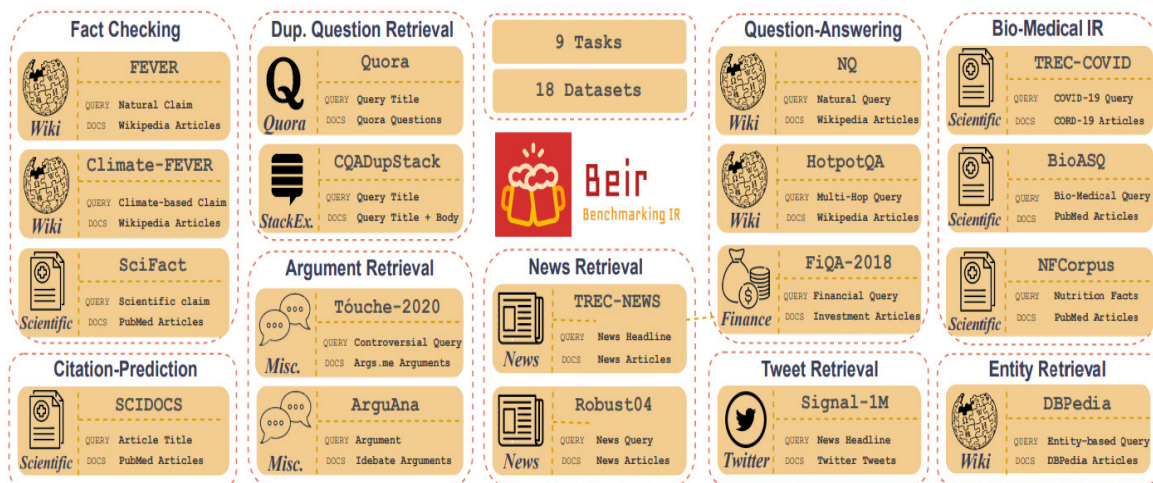 Fact Checking
FEVER
QUERY Natural Claim
DOCS Wikipedia Articles
Wiki
Climate-FEVER
QUERY Climate-based Claim
DOCS Wikipedia Articles
Wiki
SciFact
QUERY Scientific claim
DOCS PubMed Articles
Scientific
Citation-Prediction
SCIDOCS
QUERY Article Title
DOCS PubMed Articles
Scientific
Dup. Question Retrieval
Q
Quora
QUERY Query Title
DOCS Quora Questions
Quora
CQADupStack
QUERY Query Title
DOCS Query Title + Body
StackEx.
Argument Retrieval
Tóuche-2020
QUERY Controversial Query
DOCS Args.me Arguments
Misc.
ArguAna
QUERY Argument
DOCS Idebate Arguments
Misc.
9 Tasks
18 Datasets
Beir
Benchmarking IR
News Retrieval
TREC-NEWS
QUERY News Headline
DOCS News Articles
News
Robust04
QUERY News Query
DOCS News Articles
News
Question-Answering
NQ
QUERY Natural Query
DOCS Wikipedia Articles
Wiki
HotpotQA
QUERY Multi-Hop Query
DOCS Wikipedia Articles
Wiki
FiQA-2018
QUERY Financial Query
DOCS Investment Articles
$
Finance
Tweet Retrieval
Signal-1M
QUERY News Headline
DOCS Twitter Tweets
Twitter
Bio-Medical IR
TREC-COVID
QUERY COVID-19 Query
DOCS CORD-19 Articles
Scientific
BioASQ
QUERY Bio-Medical Query
DOCS PubMed Articles
Scientific
NFCorpus
QUERY Nutrition Facts
DOCS PubMed Articles
Scientific
Entity Retrieval
DBPedia
QUERY Entity-based Query
DOCS DBPedia Articles
Wiki